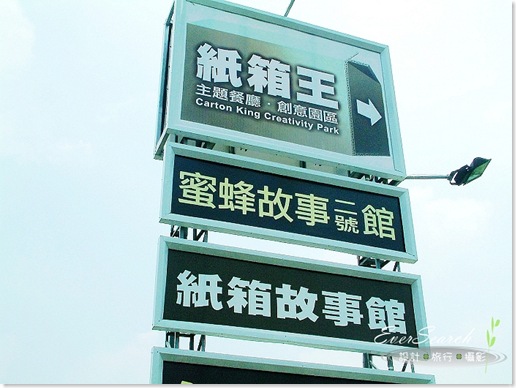 紙箱王
主題餐廳．創意園區
Carton King Creativity Park
蜜蜂故事二號館
紙箱故事館
EverSearch
設計 旅行 攝影